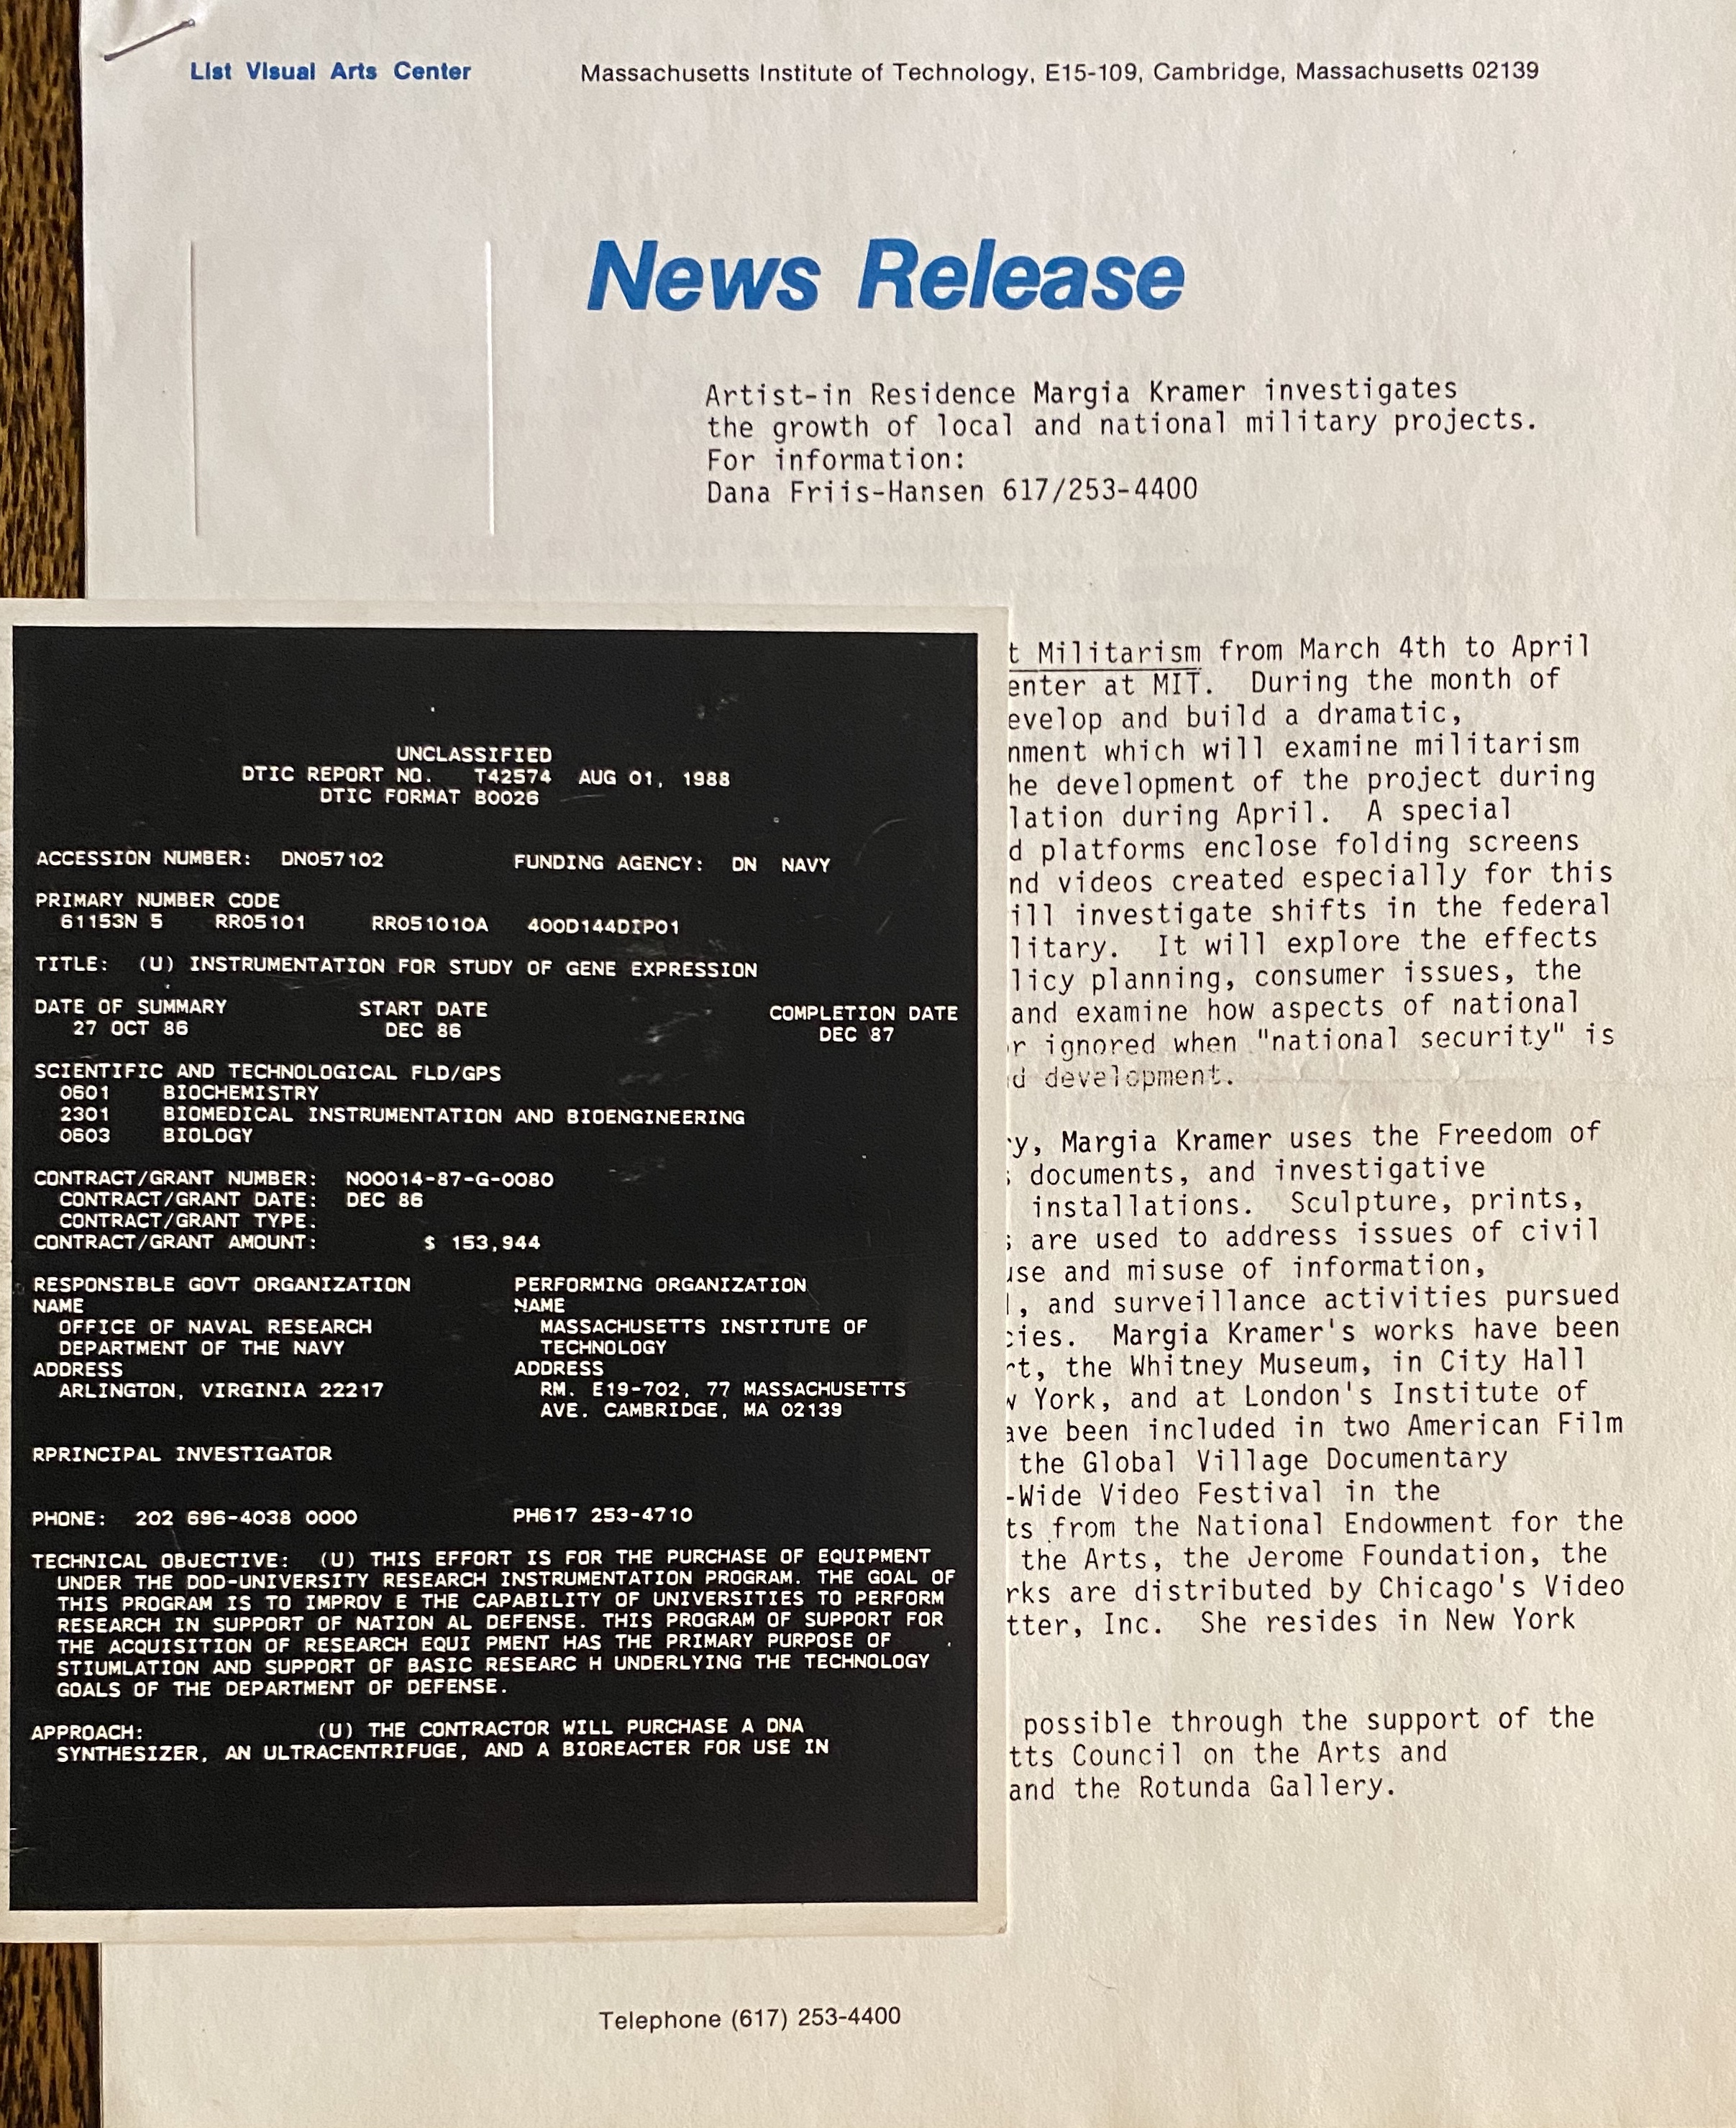 List Visual Arts Center Massachusetts Institute of Technology, E15-109, Cambridge, Massachusetts 02139
News Release
Artist-in Residence Margia Kramer investigates
the growth of local and national military projects.
For information:
Dana Friis-Hansen 617/253-4400
UNCLASSIFIED
DTIC REPORT NO. T42574 AUG 01, 1988
DTIC FORMAT B0026
ACCESSION NUMBER: DN057102 FUNDING AGENCY: DN NAVY
PRIMARY NUMBER CODE
61153N 5 RR05101 RR051010A 400D144DIP01
TITLE: (U) INSTRUMENTATION FOR STUDY OF GENE EXPRESSION
DATE OF SUMMARY START DATE COMPLETION DATE
27 OCT 86 DEC 86 DEC 87
SCIENTIFIC AND TECHNOLOGICAL FLD/GPS
0601 BIOCHEMISTRY
2301 BIOMEDICAL INSTRUMENTATION AND BIOENGINEERING
0603 BIOLOGY
CONTRACT/GRANT NUMBER: N00014-87-G-0080
CONTRACT/GRANT DATE: DEC 86
CONTRACT/GRANT TYPE:
CONTRACT/GRANT AMOUNT: $ 153,944
RESPONSIBLE GOVT ORGANIZATION PERFORMING ORGANIZATION
NAME NAME
OFFICE OF NAVAL RESEARCH MASSACHUSETTS INSTITUTE OF
DEPARTMENT OF THE NAVY TECHNOLOGY
ADDRESS ADDRESS
ARLINGTON, VIRGINIA 22217 RM. E19-702, 77 MASSACHUSETTS
AVE. CAMBRIDGE, MA 02139
RPRINCIPAL INVESTIGATOR
PHONE: 202 696-4038 0000 PH617 253-4710
TECHNICAL OBJECTIVE: (U) THIS EFFORT IS FOR THE PURCHASE OF EQUIPMENT
UNDER THE DOD-UNIVERSITY RESEARCH INSTRUMENTATION PROGRAM. THE GOAL OF
THIS PROGRAM IS TO IMPROV E THE CAPABILITY OF UNIVERSITIES TO PERFORM
RESEARCH IN SUPPORT OF NATION AL DEFENSE. THIS PROGRAM OF SUPPORT FOR
THE ACQUISITION OF RESEARCH EQUI PMENT HAS THE PRIMARY PURPOSE OF
STIUMLATION AND SUPPORT OF BASIC RESEARC H UNDERLYING THE TECHNOLOGY
GOALS OF THE DEPARTMENT OF DEFENSE.
APPROACH: (U) THE CONTRACTOR WILL PURCHASE A DNA
SYNTHESIZER, AN ULTRACENTRIFUGE, AND A BIOREACTER FOR USE IN
t Militarism from March 4th to April
enter at MIT. During the month of
evelop and build a dramatic,
nment which will examine militarism
he development of the project during
lation during April. A special
d platforms enclose folding screens
nd videos created especially for this
ill investigate shifts in the federal
litary. It will explore the effects
licy planning, consumer issues, the
and examine how aspects of national
r ignored when "national security" is
d development.
y, Margia Kramer uses the Freedom of
documents, and investigative
installations. Sculpture, prints,
are used to address issues of civil
use and misuse of information,
, and surveillance activities pursued
cies. Margia Kramer's works have been
rt, the Whitney Museum, in City Hall
w York, and at London's Institute of
ave been included in two American Film
the Global Village Documentary
-Wide Video Festival in the
ts from the National Endowment for the
the Arts, the Jerome Foundation, the
rks are distributed by Chicago's Video
tter, Inc. She resides in New York
possible through the support of the
tts Council on the Arts and
and the Rotunda Gallery.
Telephone (617) 253-4400